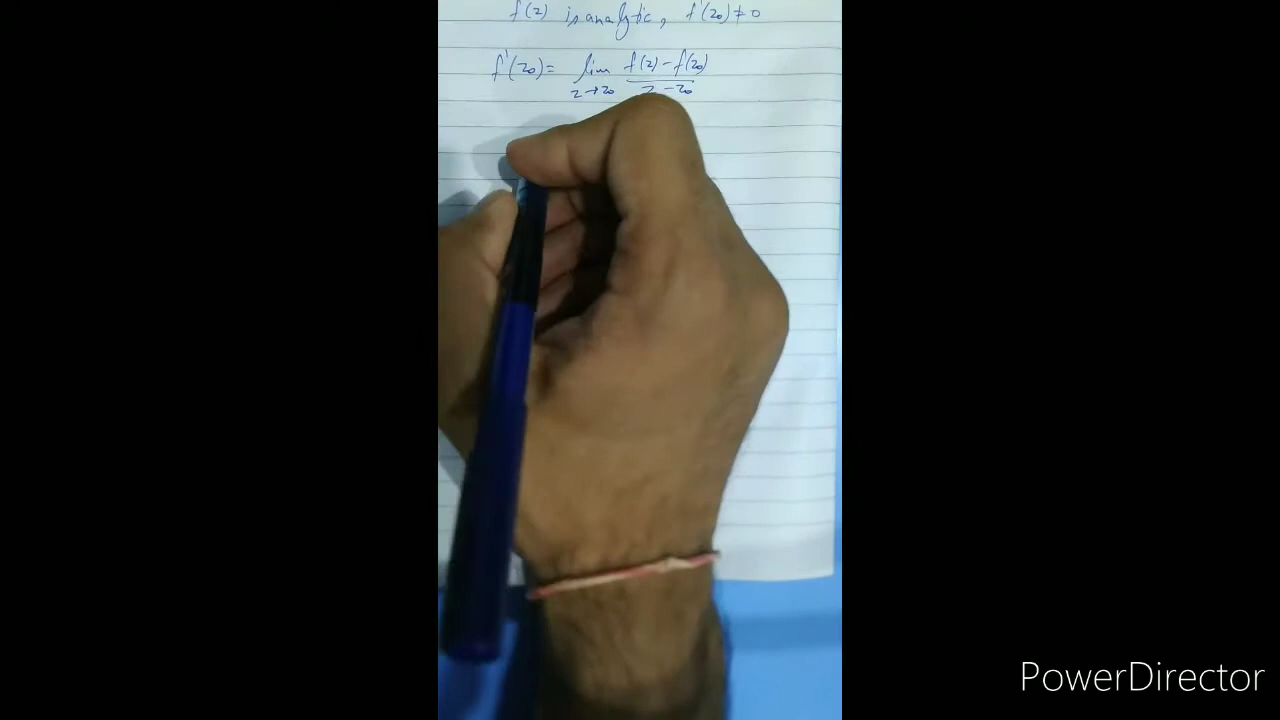 f(z) is analytic, f'(z₀) ≠ 0
f'(z₀) = lim z→z₀ f(z) - f(z₀) / z - z₀
PowerDirector